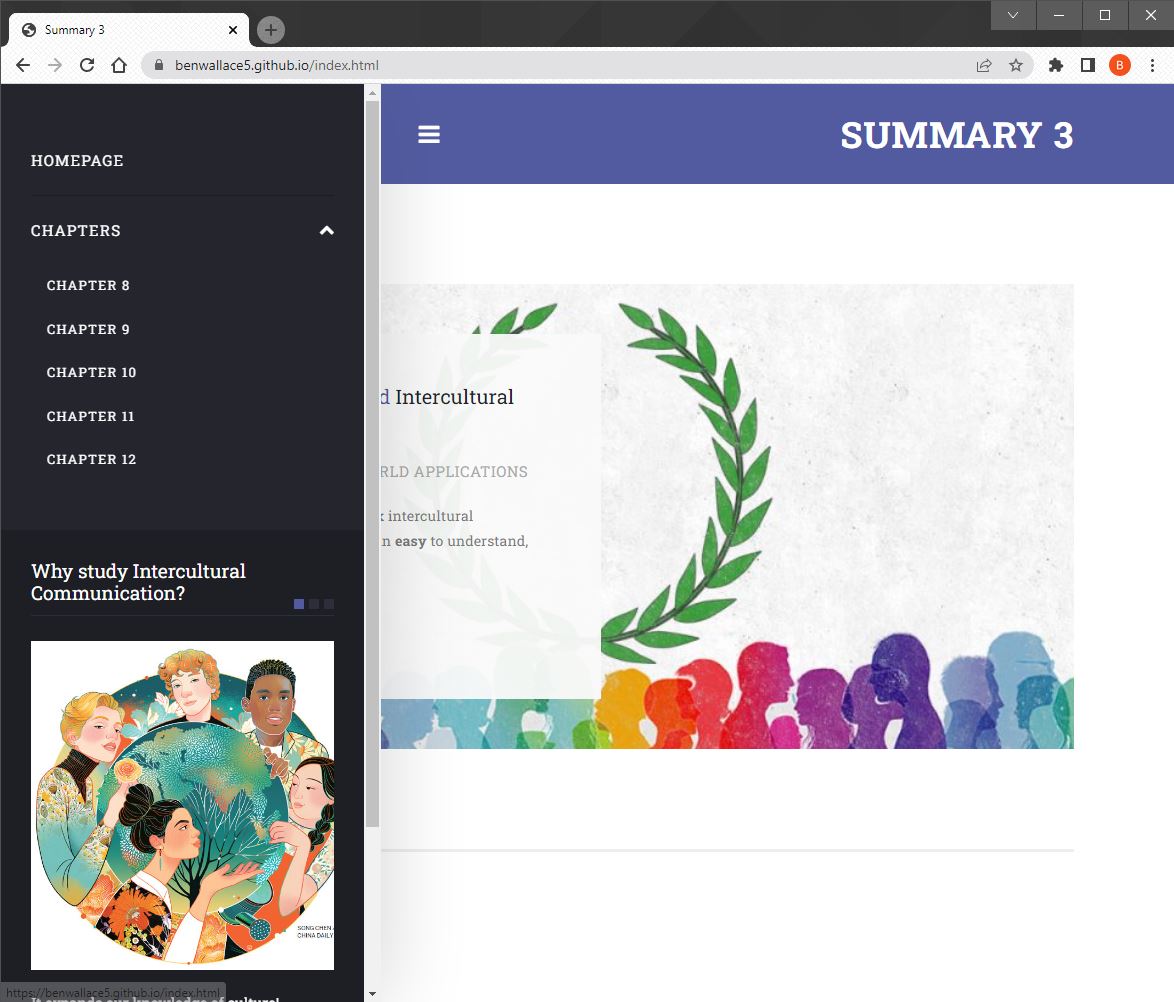 Summary 3
benwallace5.github.io/index.html
B
HOMEPAGE
CHAPTERS
CHAPTER 8
CHAPTER 9
CHAPTER 10
CHAPTER 11
CHAPTER 12
Why study Intercultural
Communication?
SONG CHEN
CHINA DAILY
It expands our knowledge of culture!
https://benwallace5.github.io/index.html
SUMMARY 3
d Intercultural
RLD APPLICATIONS
x intercultural
n easy to understand,